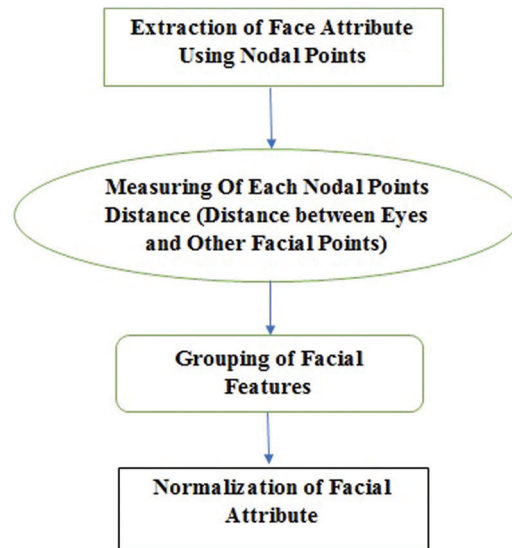 Extraction of Face Attribute
Using Nodal Points
Measuring Of Each Nodal Points
Distance (Distance between Eyes
and Other Facial Points)
Grouping of Facial
Features
Normalization of Facial
Attribute